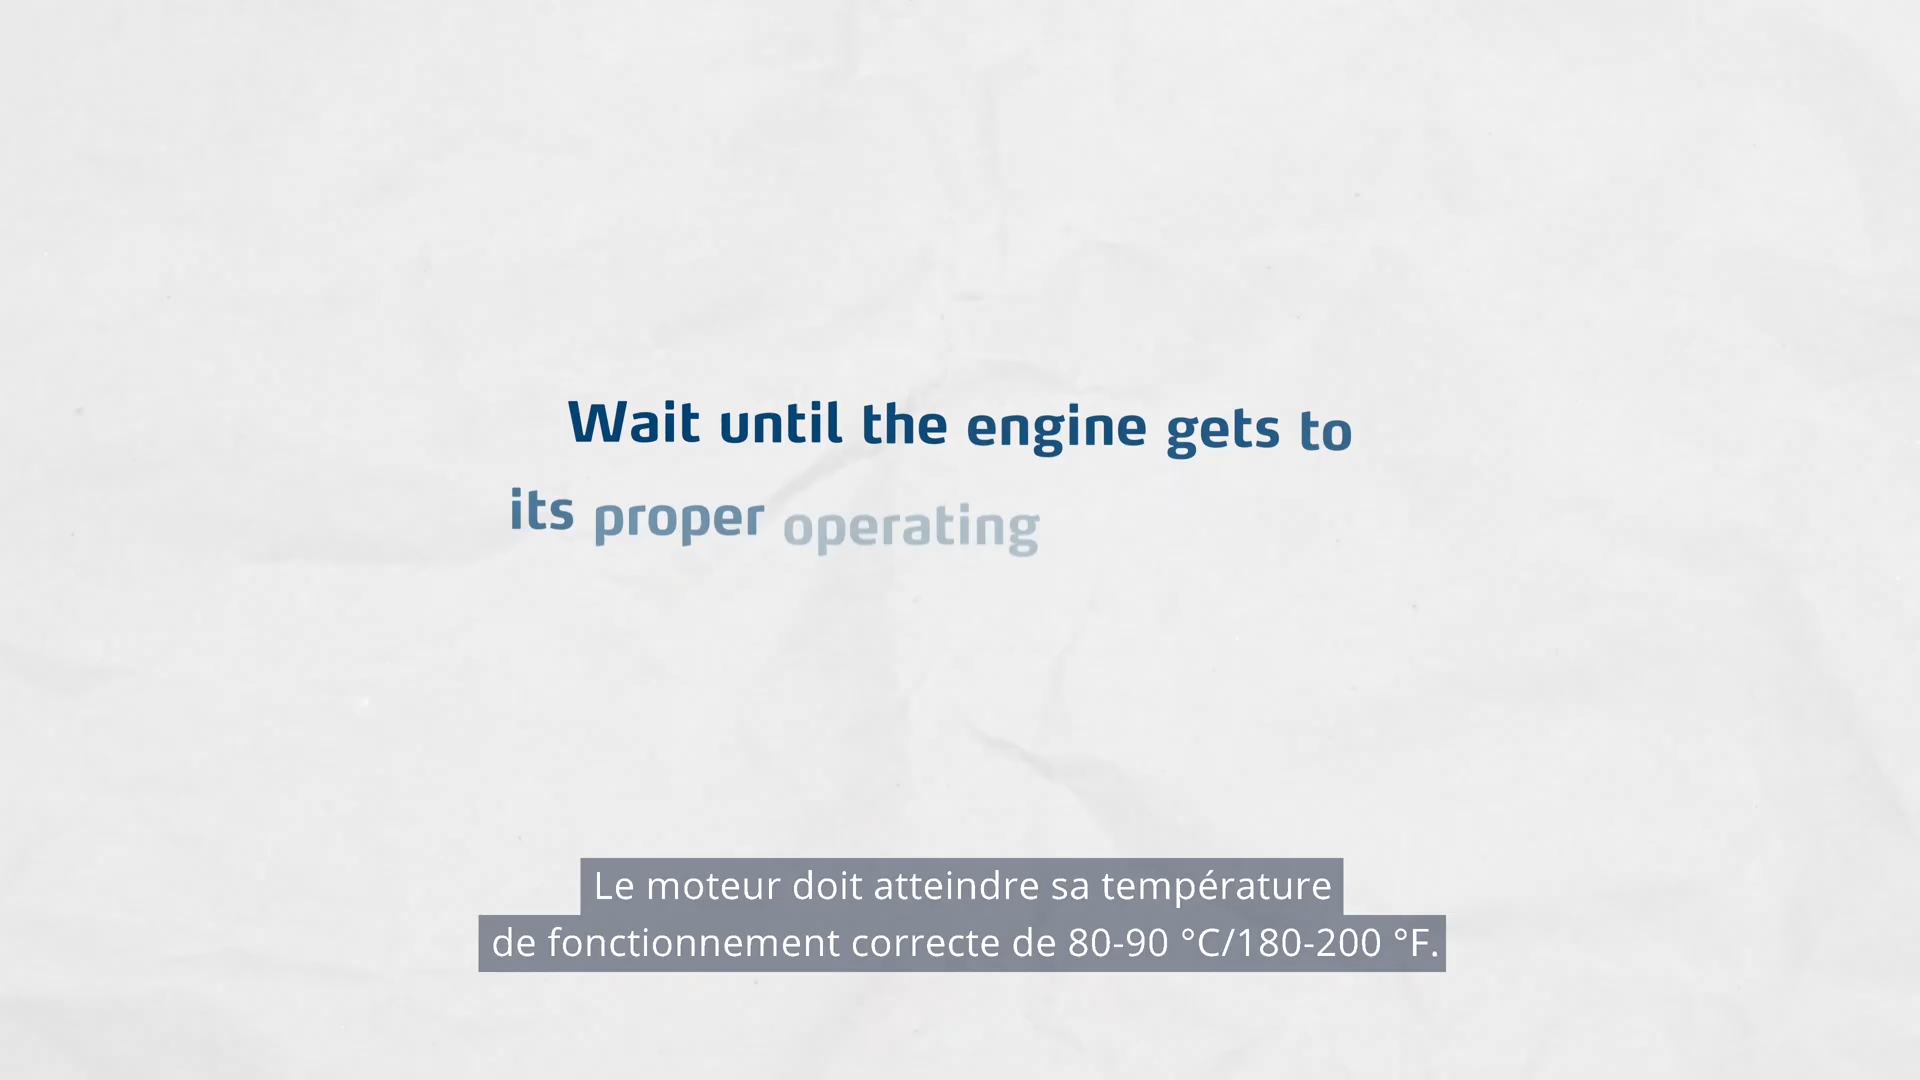 Wait until the engine gets to
its proper operating
Le moteur doit atteindre sa température
de fonctionnement correcte de 80-90 °C/180-200 °F.